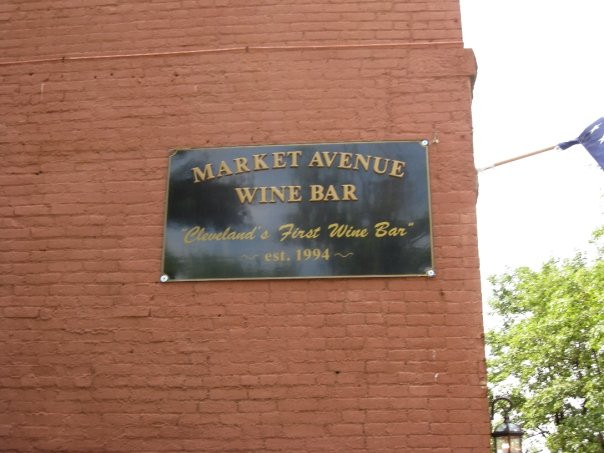 MARKET AVENUE
WINE BAR
"Cleveland's First Wine Bar"
~ est. 1994 ~